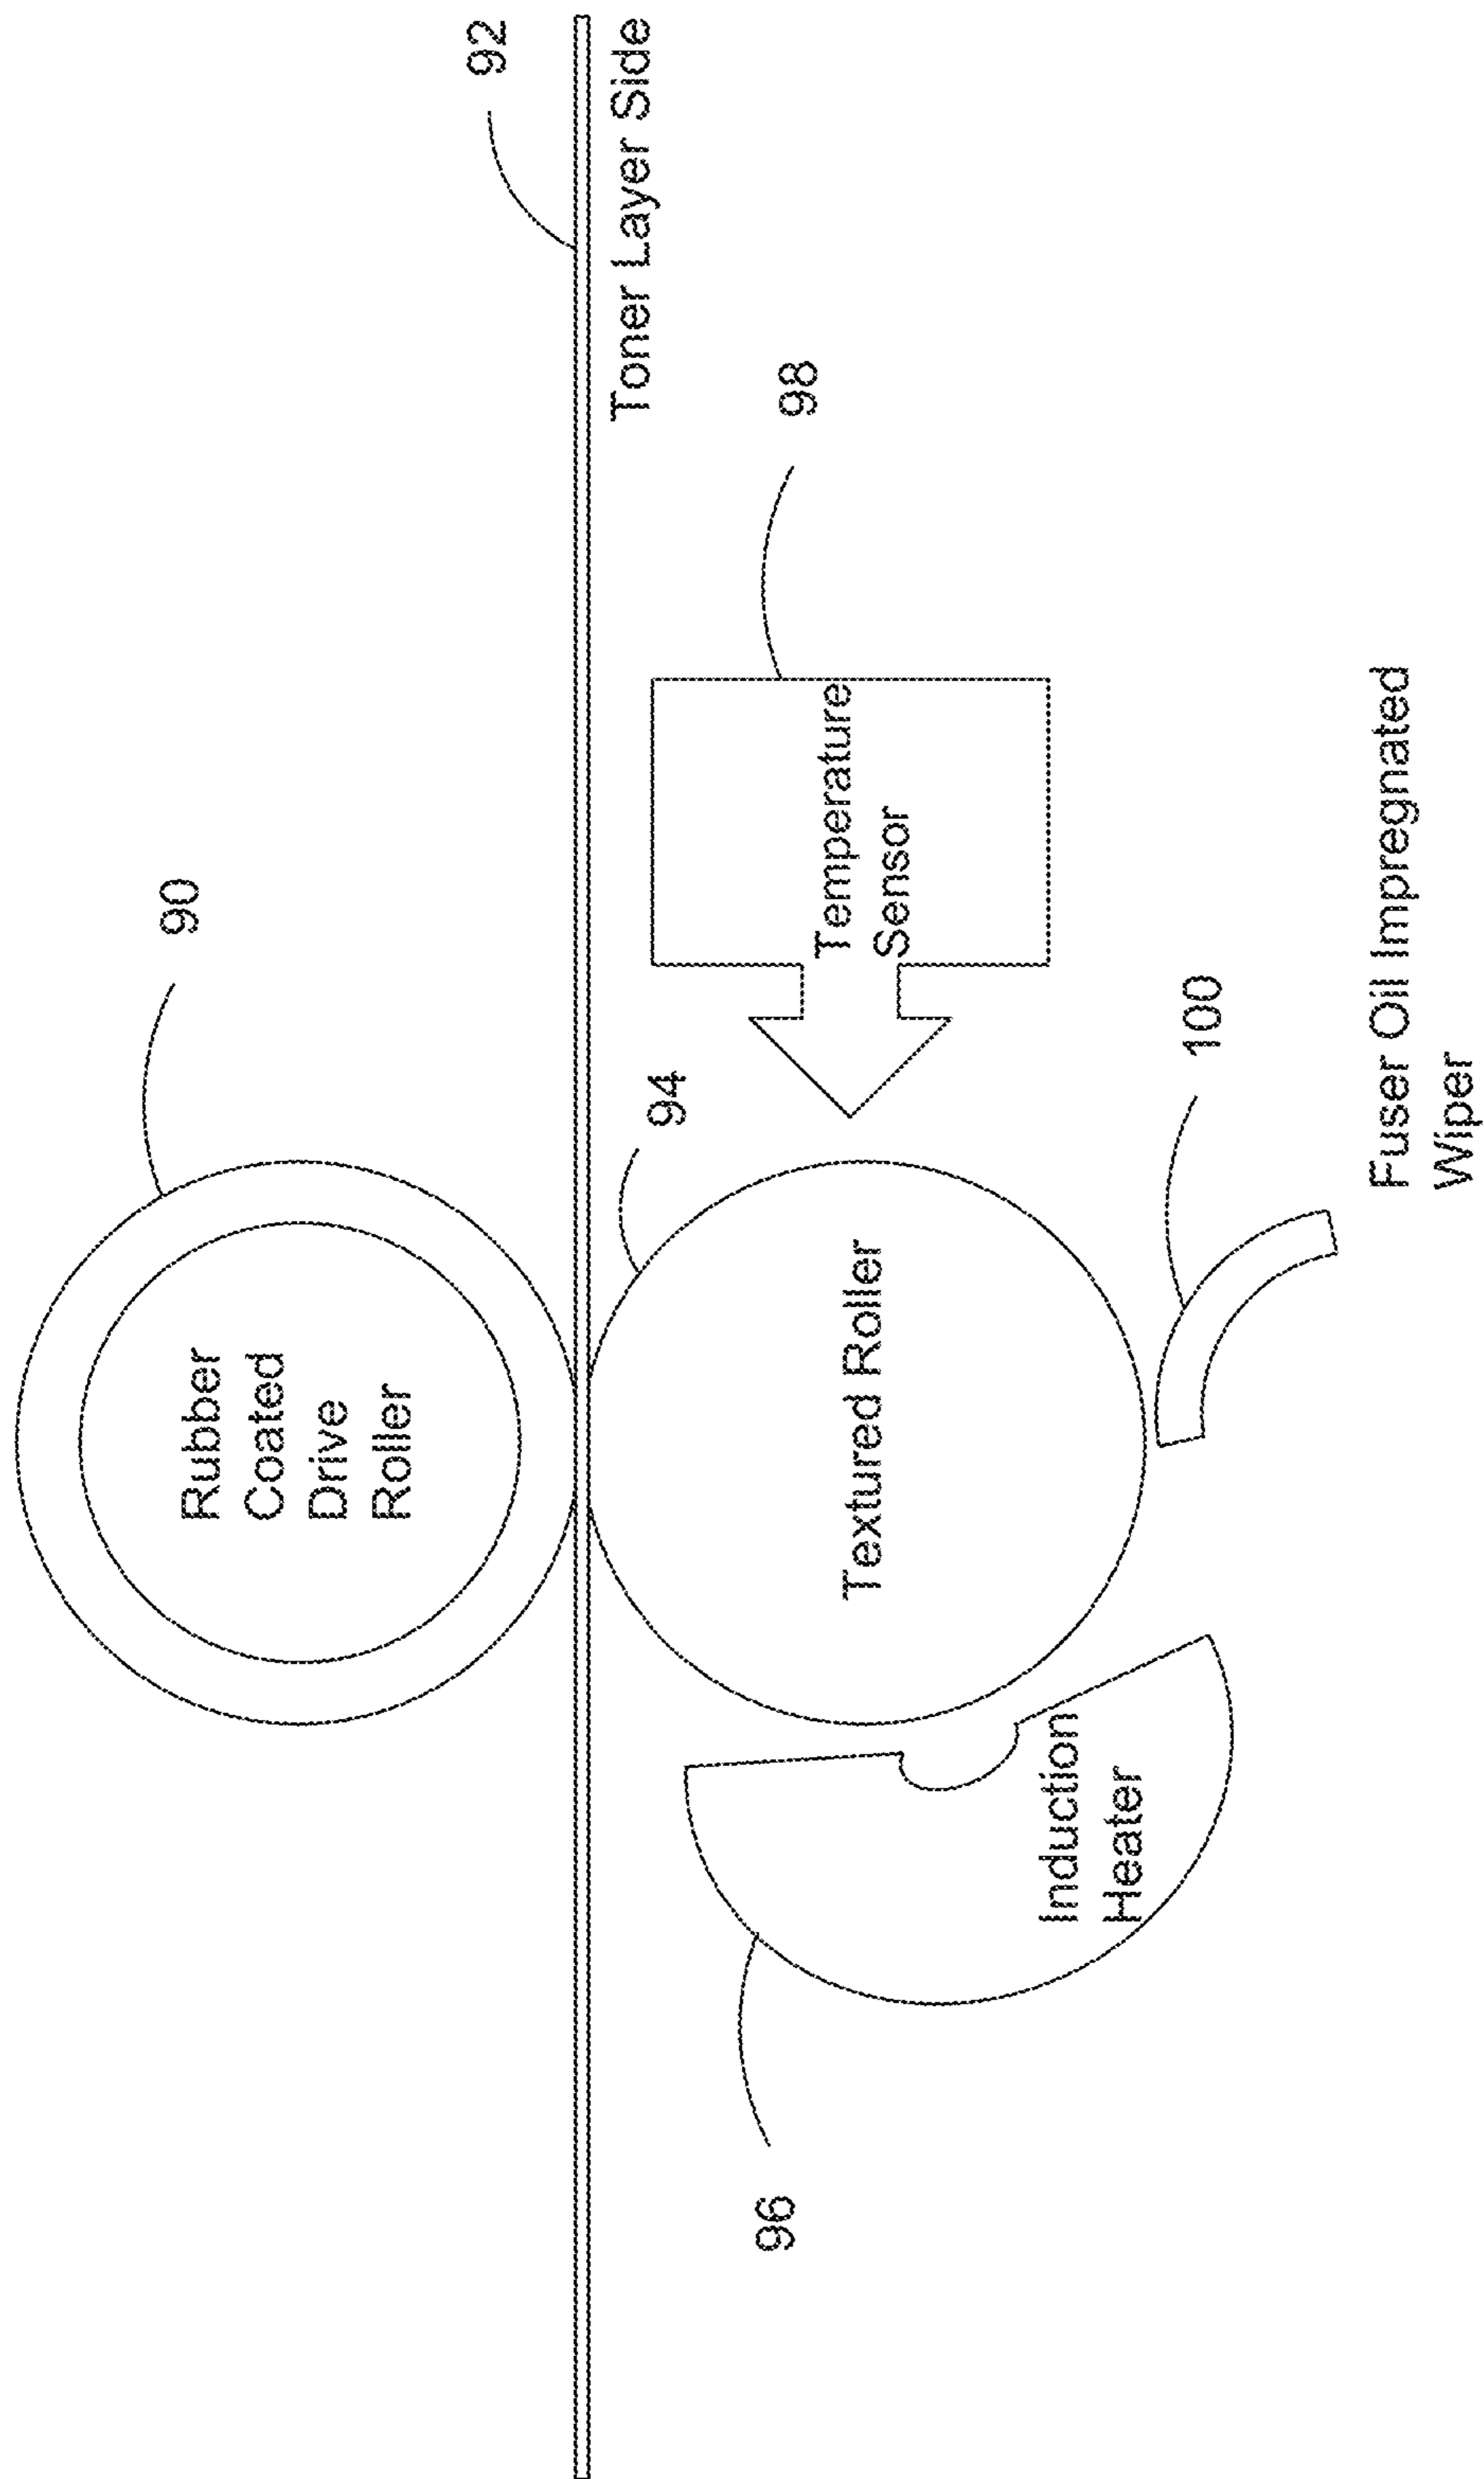 90
Rubber
Coated
Drive
Roller
92
Toner Layer Side
94
Textured Roller
98
Temperature
Sensor
96
Induction
Heater
100
Fuser Oil Impregnated
Wiper